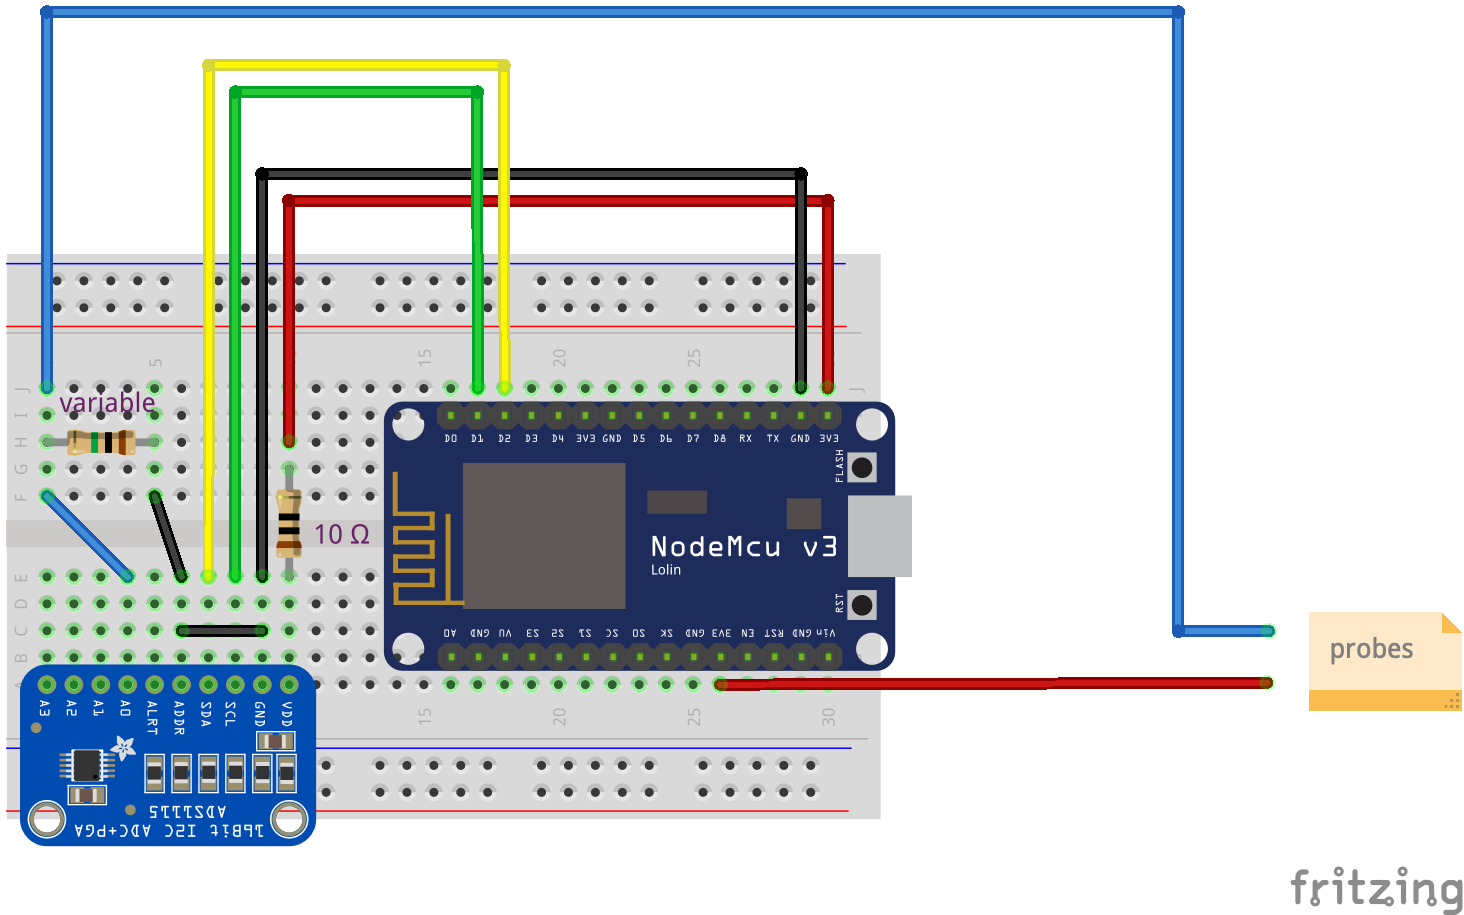 5
15
20
25
J
J
variable
I
H
G
F
10 Ω
E
D
C
B
A
D0 D1 D2 D3 D4 3V3 GND D5 D6 D7 D8 RX TX GND 3V3
FLASH
NodeMcu v3
Lolin
RST
A0 GND VU S3 S2 S1 SC SO SK GND 3V3 EN RST GND Vin
15
20
25
30
A3 A2 A1 A0 ALRT ADDR SDA SCL GND VDD
ADS1115
16Bit I2C ADC+PGA
probes
fritzing